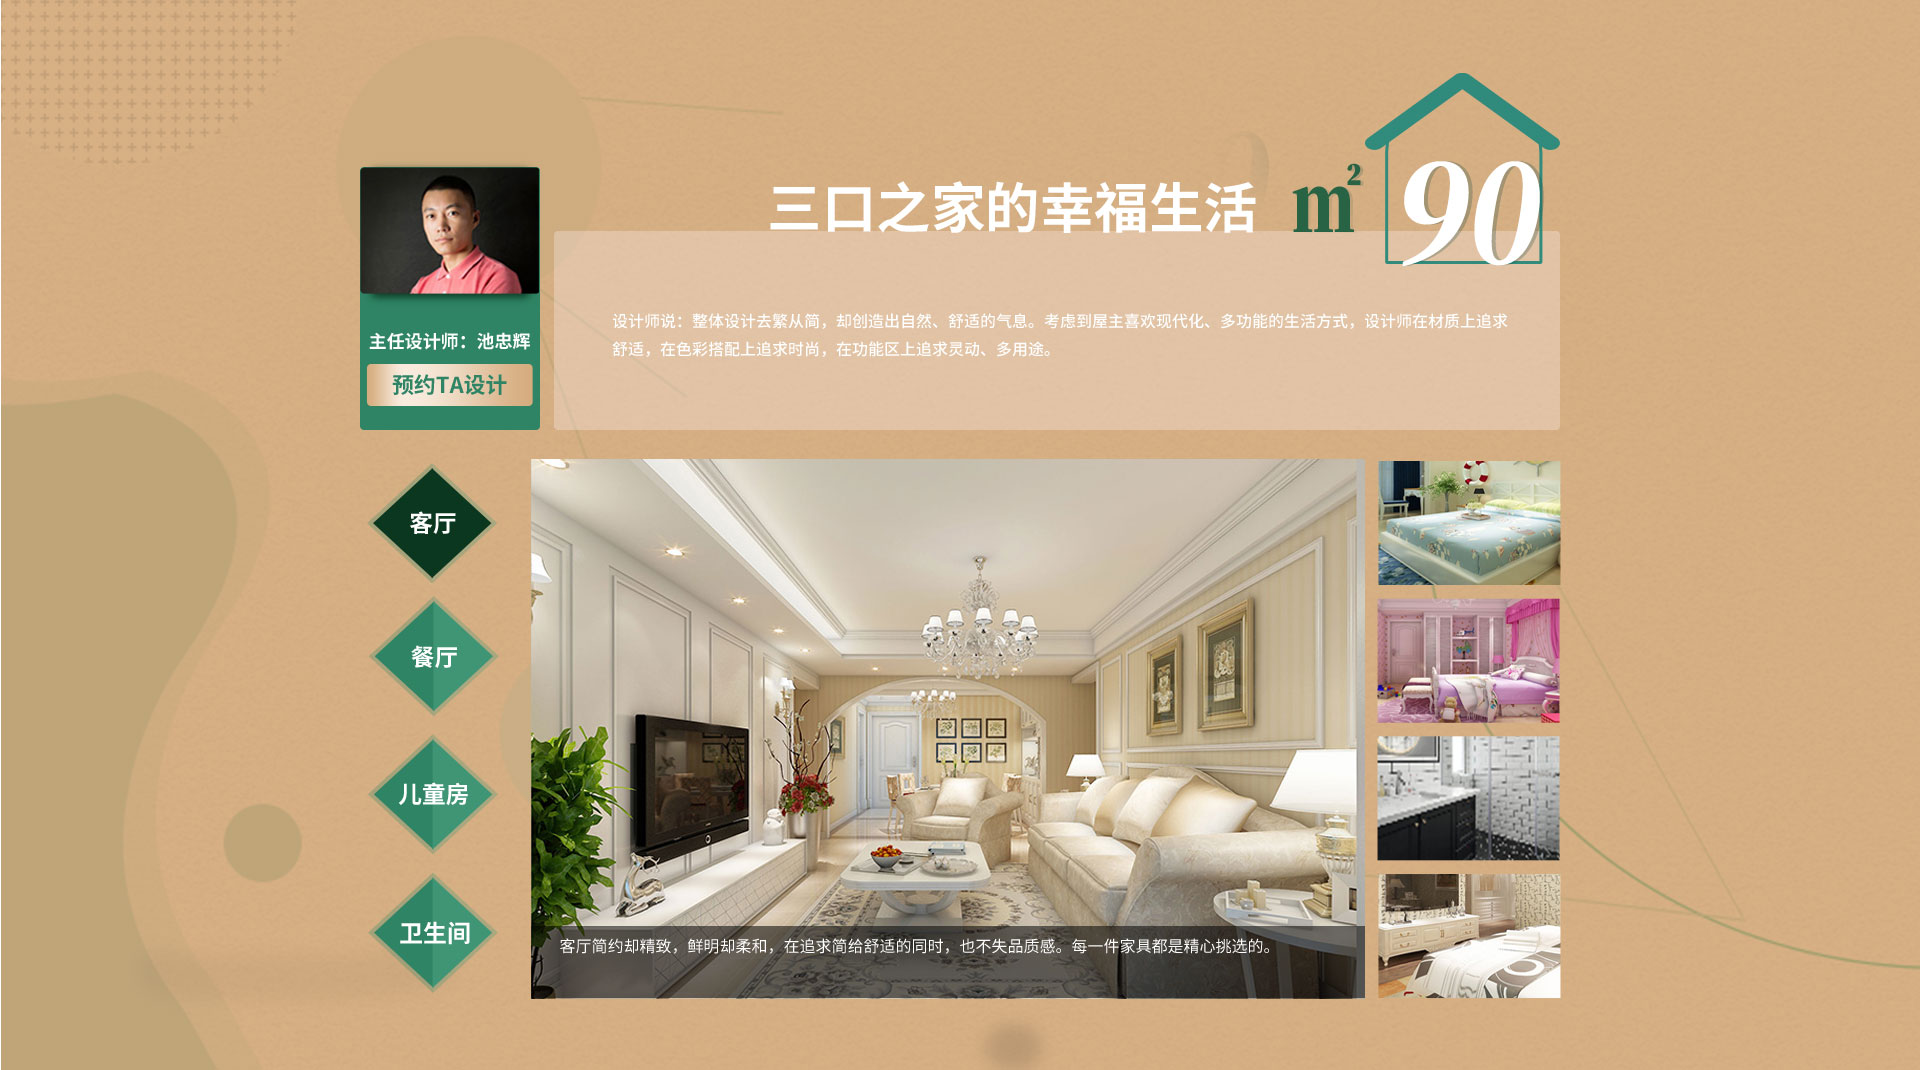 三口之家的幸福生活
m²
90
主任设计师：池忠辉
预约TA设计
设计师说：整体设计去繁从简，却创造出自然、舒适的气息。考虑到屋主喜欢现代化、多功能的生活方式，设计师在材质上追求
舒适，在色彩搭配上追求时尚，在功能区上追求灵动、多用途。
客厅
餐厅
儿童房
卫生间
客厅简约却精致，鲜明却柔和，在追求简给舒适的同时，也不失品质感。每一件家具都是精心挑选的。